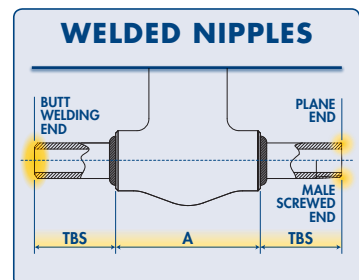 WELDED NIPPLES
BUTT
WELDING
END
PLANE
END
MALE
SCREWED
END
TBS
A
TBS